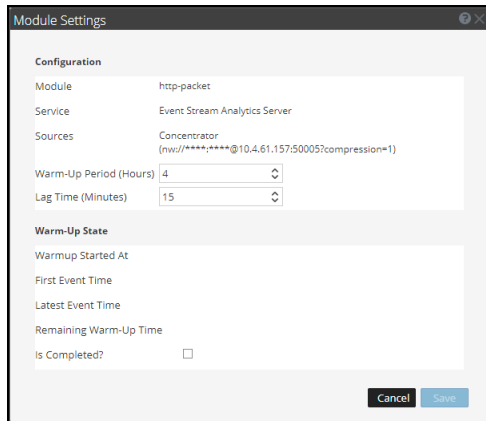 Module Settings
Configuration
Module http-packet
Service Event Stream Analytics Server
Sources Concentrator
(nw://****:****@10.4.61.157:50005?compression=1)
Warm-Up Period (Hours) 4
Lag Time (Minutes) 15
Warm-Up State
Warmup Started At
First Event Time
Latest Event Time
Remaining Warm-Up Time
Is Completed?
Cancel Save